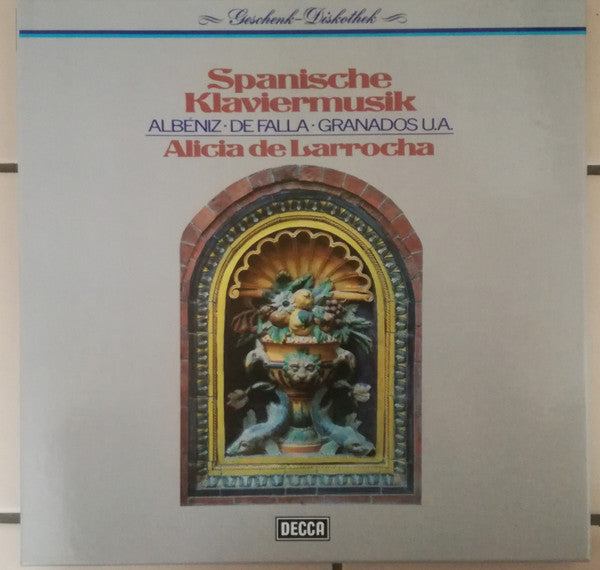 Geschenk-Diskothek
Spanische
Klaviermusik
ALBÉNIZ · DE FALLA · GRANADOS U.A.
Alicia de Larrocha
DECCA